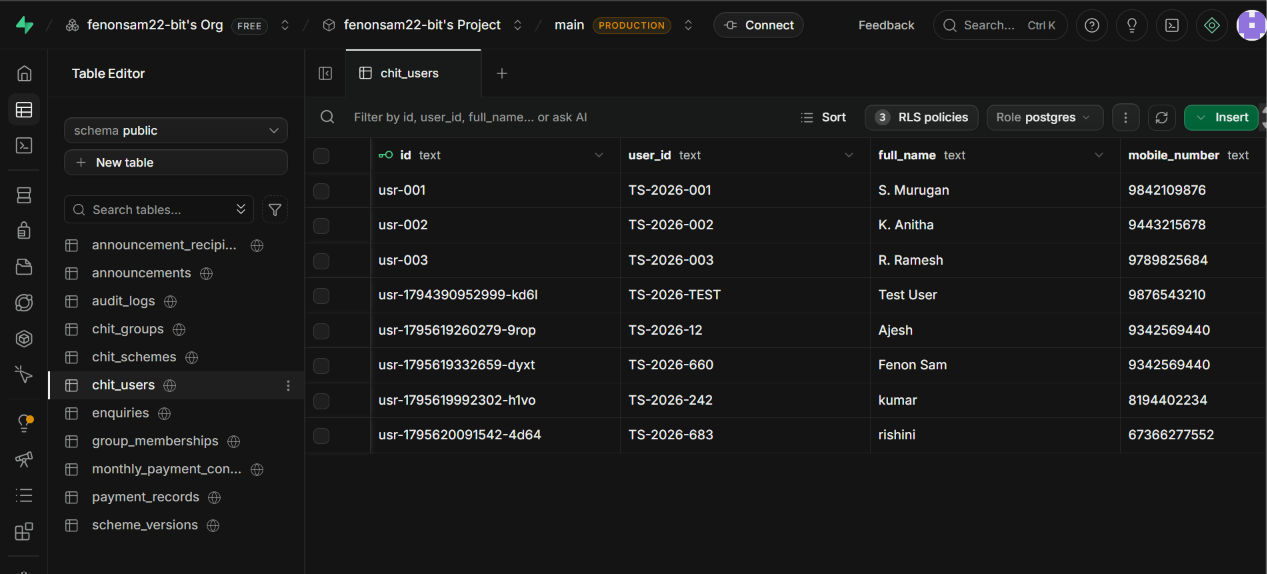 fenonsam22-bit's Org FREE / fenonsam22-bit's Project / main PRODUCTION Connect Feedback Search... Ctrl K
Table Editor
chit_users
schema public
New table
Search tables...
announcement_recipi...
announcements
audit_logs
chit_groups
chit_schemes
chit_users
enquiries
group_memberships
monthly_payment_con...
payment_records
scheme_versions
Filter by id, user_id, full_name... or ask AI Sort 3 RLS policies Role postgres Insert
id text user_id text full_name text mobile_number text
usr-001 TS-2026-001 S. Murugan 9842109876
usr-002 TS-2026-002 K. Anitha 9443215678
usr-003 TS-2026-003 R. Ramesh 9789825684
usr-1794390952999-kd6l TS-2026-TEST Test User 9876543210
usr-1795619260279-9rop TS-2026-12 Ajesh 9342569440
usr-1795619332659-dyxt TS-2026-660 Fenon Sam 9342569440
usr-1795619992302-h1vo TS-2026-242 kumar 8194402234
usr-1795620091542-4d64 TS-2026-683 rishini 67366277552